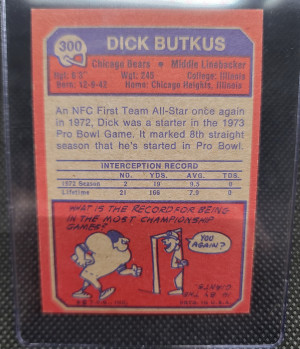 300
DICK BUTKUS
Chicago Bears • Middle Linebacker
Hgt. 6'3" Wgt. 245 College: Illinois
Born: 12-9-42 Home: Chicago Heights, Illinois
An NFC First Team All-Star once again
in 1972, Dick was a starter in the 1973
Pro Bowl Game. It marked 8th straight
season that he's started in Pro Bowl.
INTERCEPTION RECORD
NO. YDS. AVG. TDS.
1972 Season 2 19 9.5 0
Lifetime 21 166 7.9 0
WHAT IS THE RECORD FOR BEING
IN THE MOST CHAMPIONSHIP
GAMES?
YOU
AGAIN?